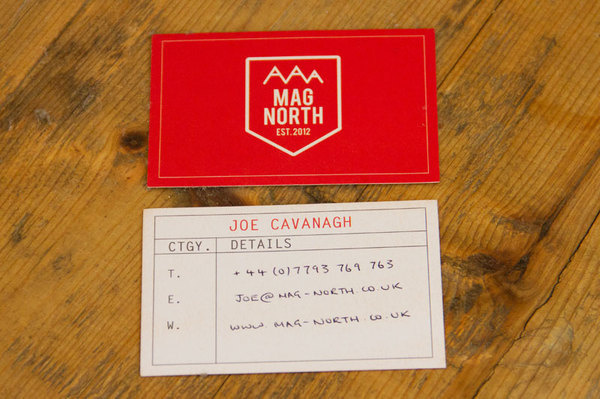 MAG
NORTH
EST. 2012
JOE CAVANAGH
CTGY. DETAILS
T. +44 (0)7793 769 763
E. JOE@MAG-NORTH.CO.UK
W. WWW.MAG-NORTH.CO.UK